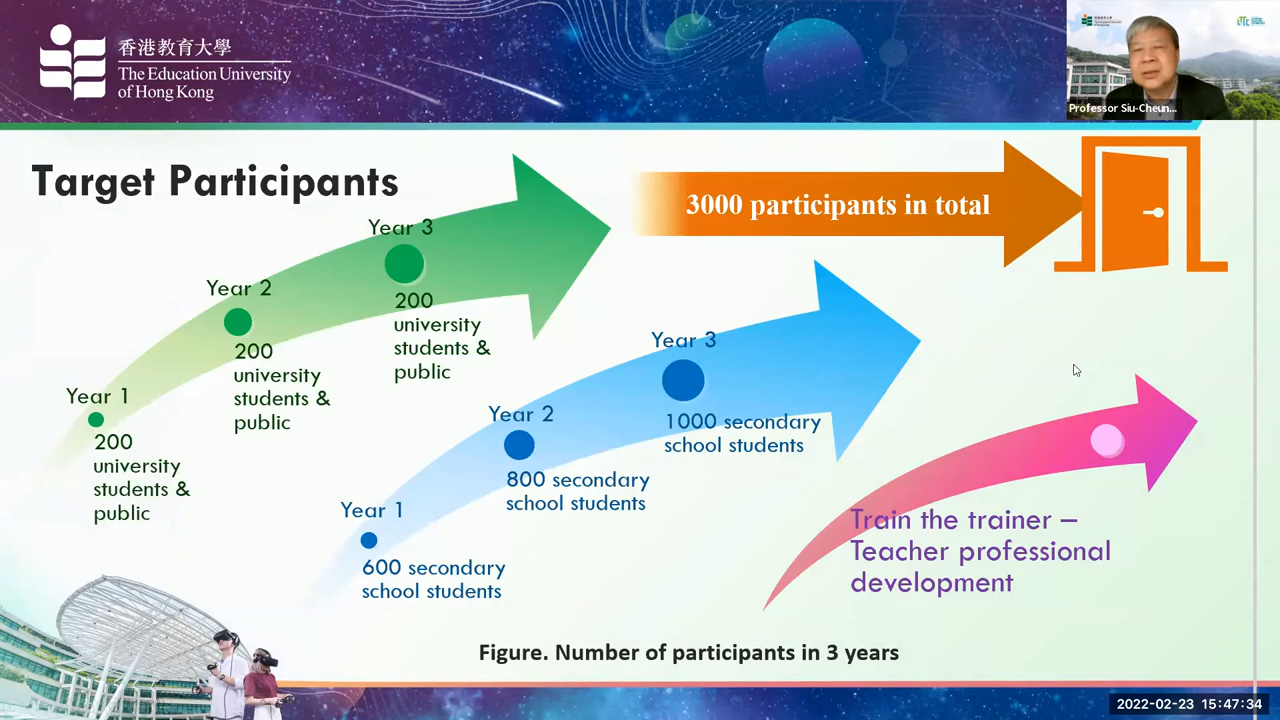 香港教育大學
The Education University
of Hong Kong
Professor Siu-Cheun...
Target Participants
3000 participants in total
Year 3
200
university
students &
public
Year 2
200
university
students &
public
Year 1
200
university
students &
public
Year 3
1000 secondary
school students
Year 2
800 secondary
school students
Year 1
600 secondary
school students
Train the trainer –
Teacher professional
development
Figure. Number of participants in 3 years
2022-02-23 15:47:34